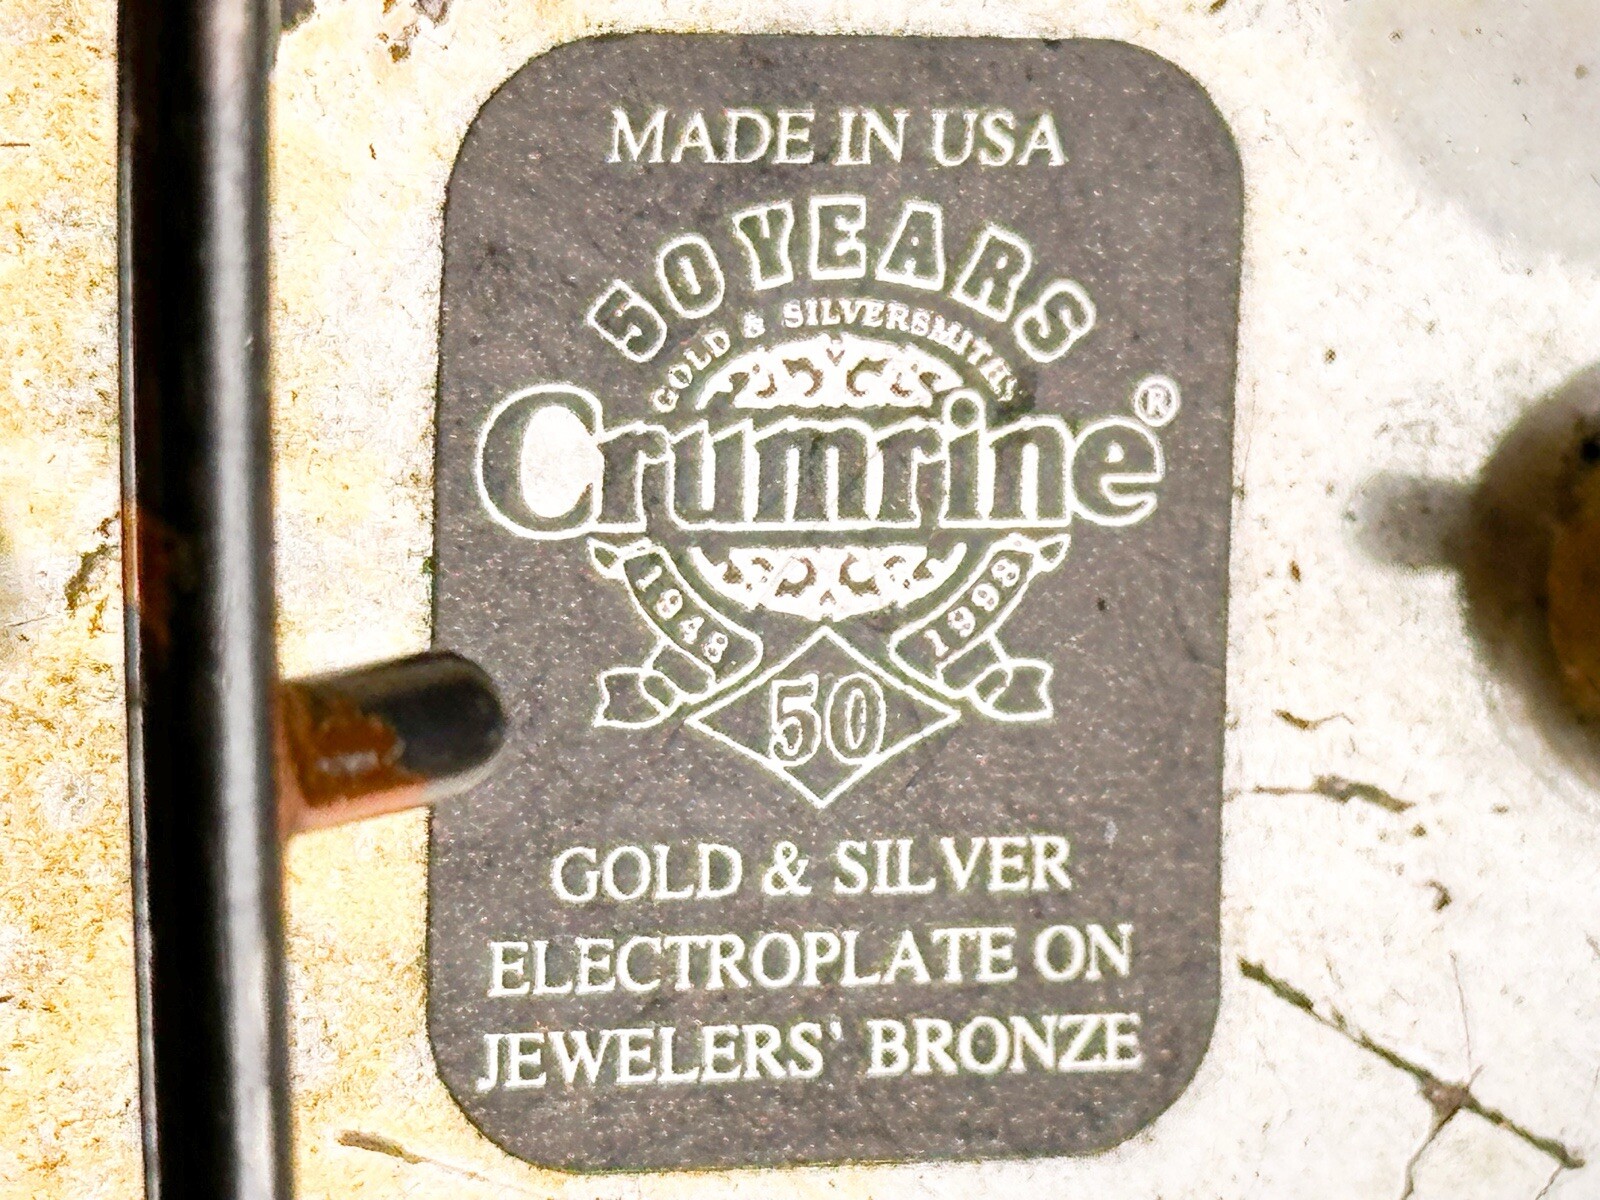 MADE IN USA
50 YEARS
GOLD & SILVERSMITHS
Crumrine®
1948 1998
50
GOLD & SILVER
ELECTROPLATE ON
JEWELERS' BRONZE